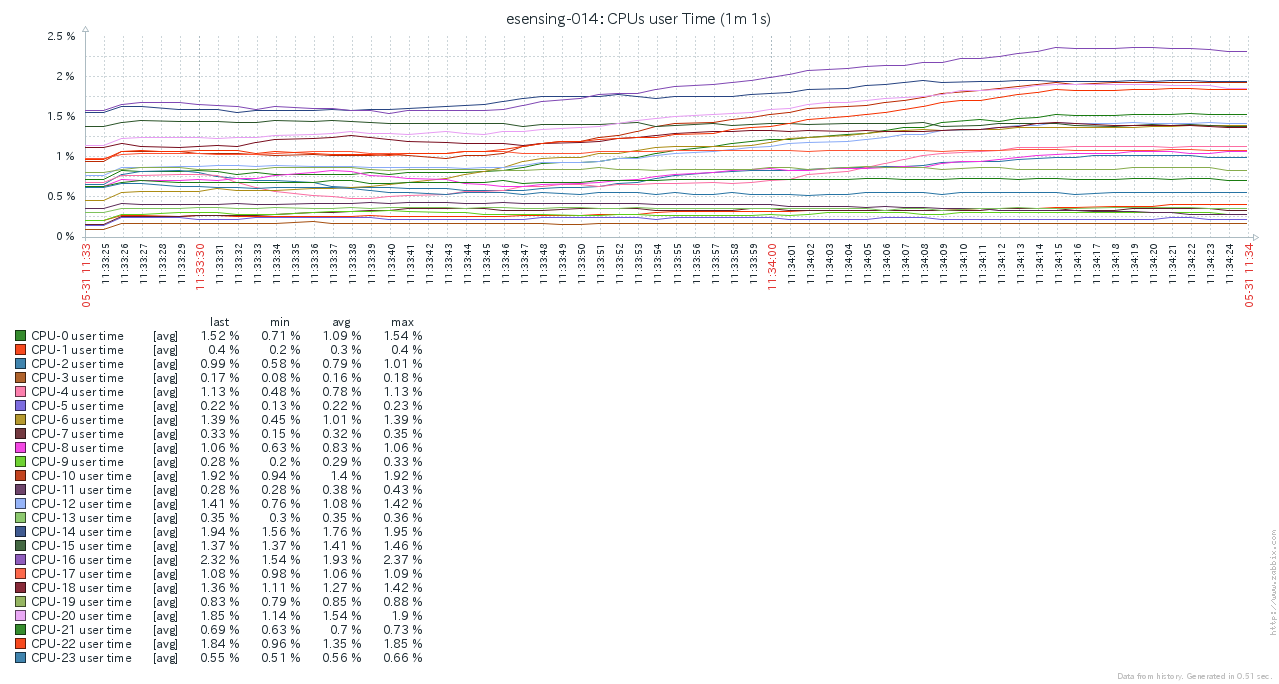 esensing-014: CPUs user Time (1m 1s)
2.5 %
2 %
1.5 %
1 %
0.5 %
0 %
05-31 11:33
11:33:25
11:33:26
11:33:27
11:33:28
11:33:29
11:33:30
11:33:31
11:33:32
11:33:33
11:33:34
11:33:35
11:33:36
11:33:37
11:33:38
11:33:39
11:33:40
11:33:41
11:33:42
11:33:43
11:33:44
11:33:45
11:33:46
11:33:47
11:33:48
11:33:49
11:33:50
11:33:51
11:33:52
11:33:53
11:33:54
11:33:55
11:33:56
11:33:57
11:33:58
11:33:59
11:34:00
11:34:01
11:34:02
11:34:03
11:34:04
11:34:05
11:34:06
11:34:07
11:34:08
11:34:09
11:34:10
11:34:11
11:34:12
11:34:13
11:34:14
11:34:15
11:34:16
11:34:17
11:34:18
11:34:19
11:34:20
11:34:21
11:34:22
11:34:23
11:34:24
05-31 11:34
last min avg max
CPU-0 user time [avg] 1.52 % 0.71 % 1.09 % 1.54 %
CPU-1 user time [avg] 0.4 % 0.2 % 0.3 % 0.4 %
CPU-2 user time [avg] 0.99 % 0.58 % 0.79 % 1.01 %
CPU-3 user time [avg] 0.17 % 0.08 % 0.16 % 0.18 %
CPU-4 user time [avg] 1.13 % 0.48 % 0.78 % 1.13 %
CPU-5 user time [avg] 0.22 % 0.13 % 0.22 % 0.23 %
CPU-6 user time [avg] 1.39 % 0.45 % 1.01 % 1.39 %
CPU-7 user time [avg] 0.33 % 0.15 % 0.32 % 0.35 %
CPU-8 user time [avg] 1.06 % 0.63 % 0.83 % 1.06 %
CPU-9 user time [avg] 0.28 % 0.2 % 0.29 % 0.33 %
CPU-10 user time [avg] 1.92 % 0.94 % 1.4 % 1.92 %
CPU-11 user time [avg] 0.28 % 0.28 % 0.38 % 0.43 %
CPU-12 user time [avg] 1.41 % 0.76 % 1.08 % 1.42 %
CPU-13 user time [avg] 0.35 % 0.3 % 0.35 % 0.36 %
CPU-14 user time [avg] 1.94 % 1.56 % 1.76 % 1.95 %
CPU-15 user time [avg] 1.37 % 1.37 % 1.41 % 1.46 %
CPU-16 user time [avg] 2.32 % 1.54 % 1.93 % 2.37 %
CPU-17 user time [avg] 1.08 % 0.98 % 1.06 % 1.09 %
CPU-18 user time [avg] 1.36 % 1.11 % 1.27 % 1.42 %
CPU-19 user time [avg] 0.83 % 0.79 % 0.85 % 0.88 %
CPU-20 user time [avg] 1.85 % 1.14 % 1.54 % 1.9 %
CPU-21 user time [avg] 0.69 % 0.63 % 0.7 % 0.73 %
CPU-22 user time [avg] 1.84 % 0.96 % 1.35 % 1.85 %
CPU-23 user time [avg] 0.55 % 0.51 % 0.56 % 0.66 %
http://www.zabbix.com
Data from history. Generated in 0.51 sec.